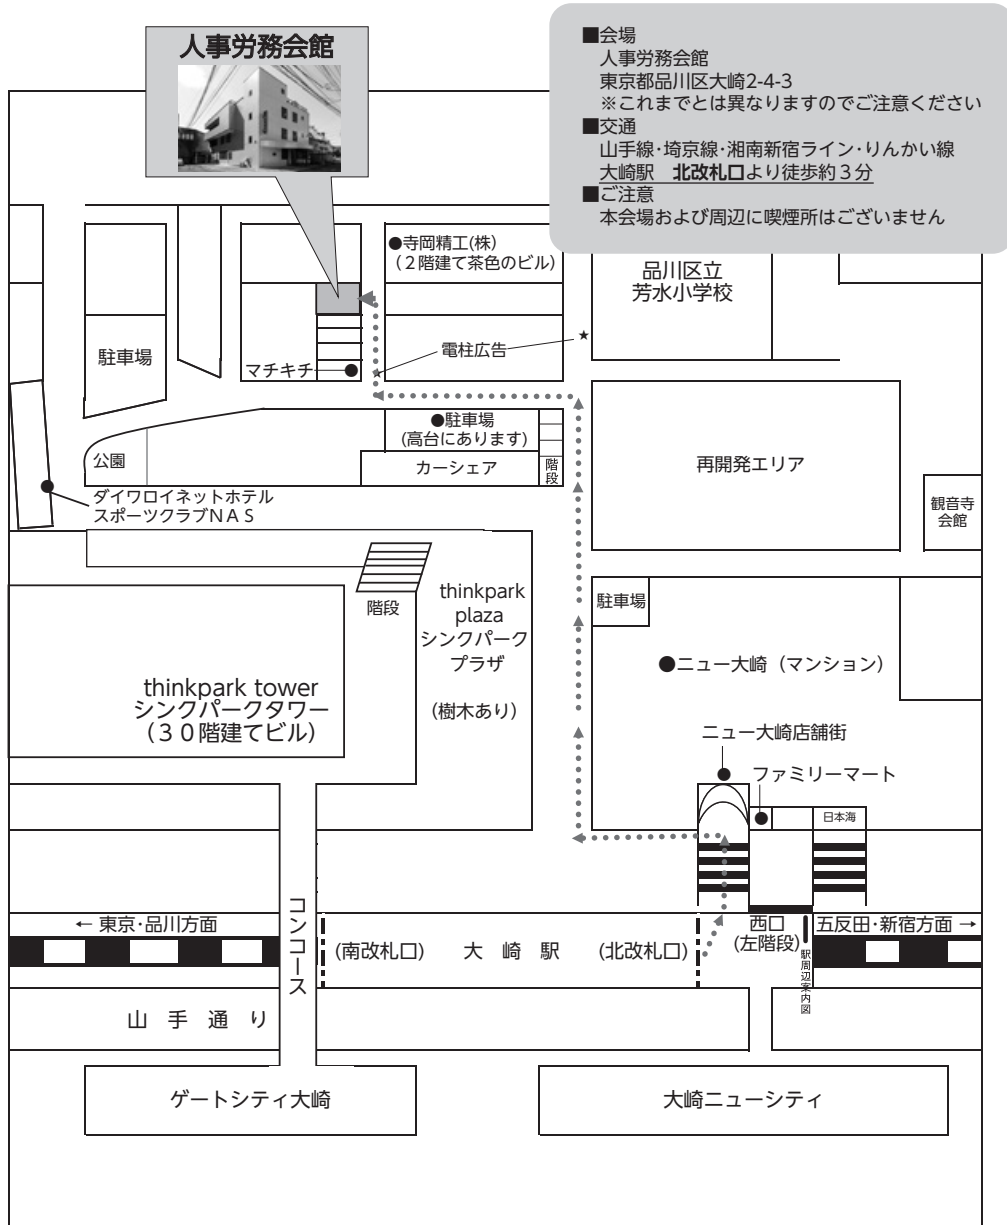 人事労務会館
■会場
人事労務会館
東京都品川区大崎2-4-3
※これまでとは異なりますのでご注意ください
■交通
山手線・埼京線・湘南新宿ライン・りんかい線
大崎駅　北改札口より徒歩約３分
■ご注意
本会場および周辺に喫煙所はございません
●寺岡精工(株)
（２階建て茶色のビル）
品川区立
芳水小学校
駐車場
マチキチ
電柱広告
★
★
●駐車場
(高台にあります)
カーシェア
階段
公園
ダイワロイネットホテル
スポーツクラブＮＡＳ
再開発エリア
観音寺
会館
階段
thinkpark
plaza
シンクパーク
プラザ
(樹木あり)
駐車場
●ニュー大崎（マンション）
thinkpark tower
シンクパークタワー
（３０階建てビル）
ニュー大崎店舗街
ファミリーマート
日本海
← 東京・品川方面
コンコース
(南改札口)
大崎駅
(北改札口)
西口
(左階段)
駅周辺案内図
五反田・新宿方面 →
山手通り
ゲートシティ大崎
大崎ニューシティ